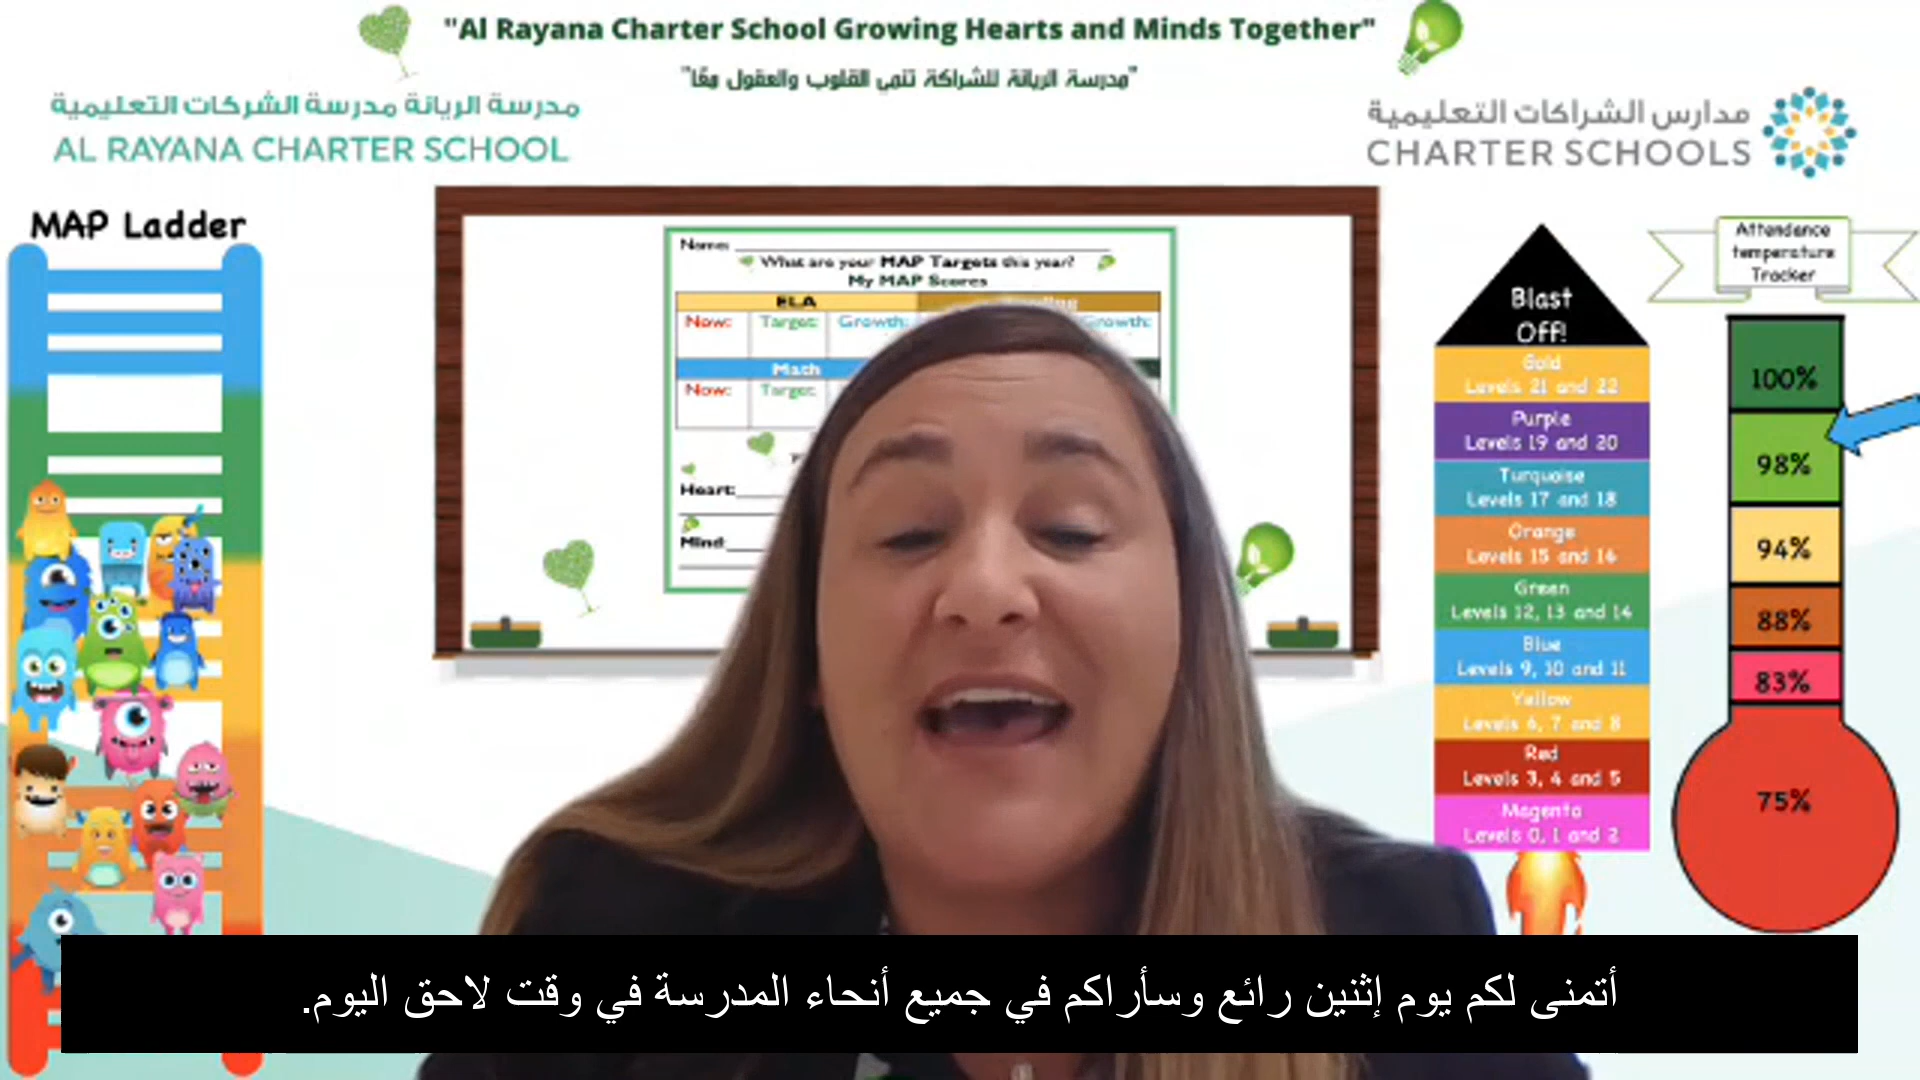 "Al Rayana Charter School Growing Hearts and Minds Together"
"مدرسة الريانة للشراكة تنمي القلوب والعقول معًا"
مدرسة الريانة مدرسة الشركات التعليمية
AL RAYANA CHARTER SCHOOL
مدارس الشراكات التعليمية
CHARTER SCHOOLS
MAP Ladder
Name:
What are your MAP Targets this year?
My MAP Scores
ELA
Now: Target: Growth: Growth:
Math
Now: Target:
Heart:
Mind:
Blast
Off!
Gold
Levels 21 and 22
Purple
Levels 19 and 20
Turquoise
Levels 17 and 18
Orange
Levels 15 and 16
Green
Levels 12, 13 and 14
Blue
Levels 9, 10 and 11
Yellow
Levels 6, 7 and 8
Red
Levels 3, 4 and 5
Magenta
Levels 0, 1 and 2
Attendance
temperature
Tracker
100%
98%
94%
88%
83%
75%
أتمنى لكم يوم إثنين رائع وسأراكم في جميع أنحاء المدرسة في وقت لاحق اليوم.